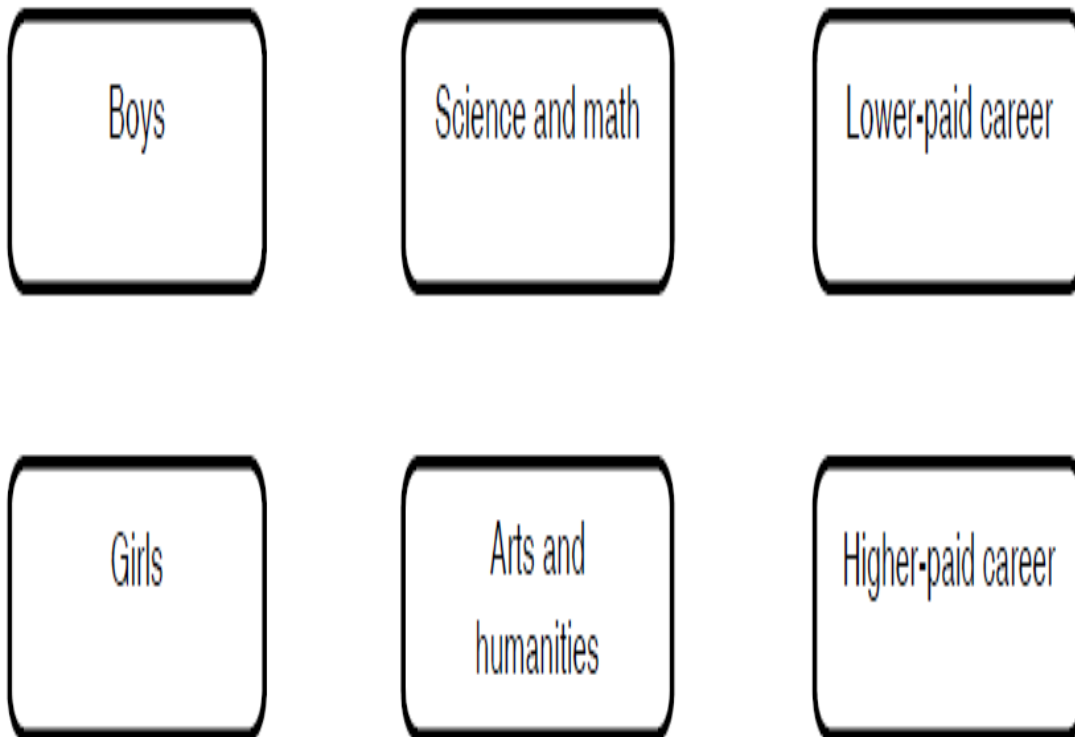 Boys
Science and math
Lower-paid career
Girls
Arts and
humanities
Higher-paid career